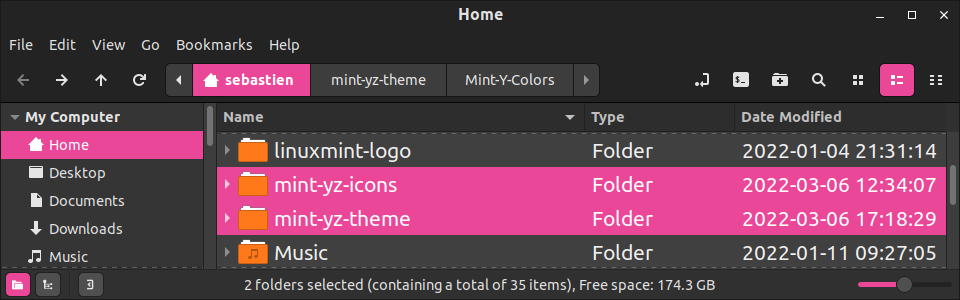 Home
File Edit View Go Bookmarks Help
sebastien mint-yz-theme Mint-Y-Colors
My Computer
Home
Desktop
Documents
Downloads
Music
Name Type Date Modified
linuxmint-logo Folder 2022-01-04 21:31:14
mint-yz-icons Folder 2022-03-06 12:34:07
mint-yz-theme Folder 2022-03-06 17:18:29
Music Folder 2022-01-11 09:27:05
2 folders selected (containing a total of 35 items), Free space: 174.3 GB